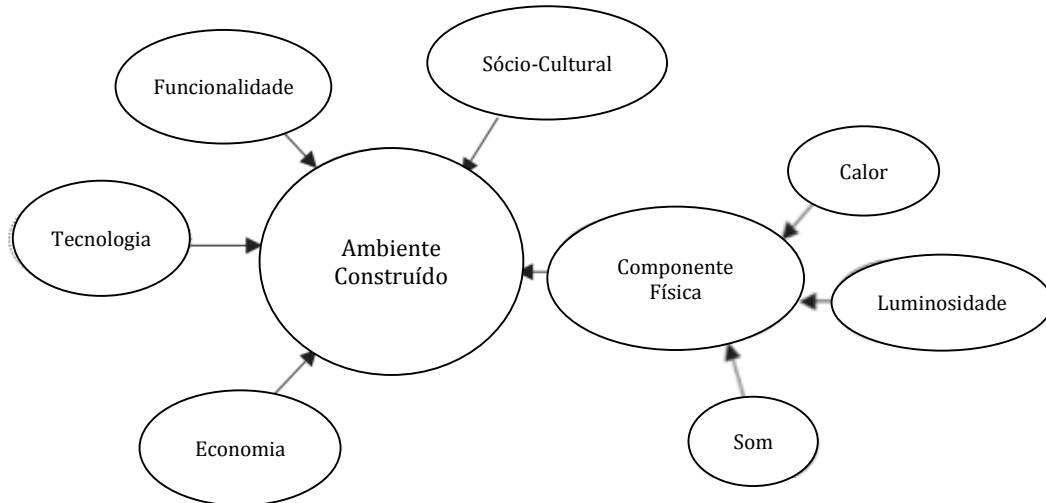 Sócio-Cultural
Funcionalidade
Calor
Tecnologia
Ambiente
Construído
Componente
Física
Luminosidade
Economia
Som